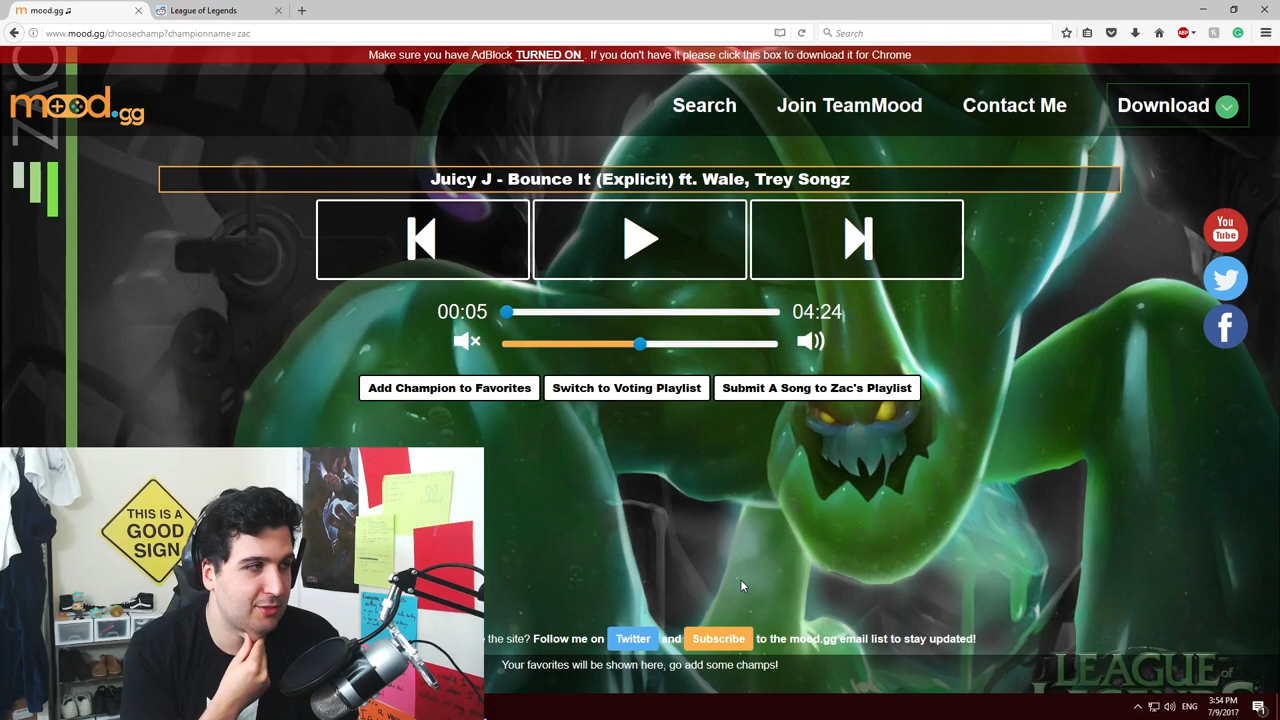 mood.gg ♫
League of Legends
www.mood.gg/choosechamp?championname=zac
Search
ABP
Make sure you have AdBlock TURNED ON . If you don't have it please click this box to download it for Chrome
ZAC
mood.gg
Search
Join TeamMood
Contact Me
Download
Juicy J - Bounce It (Explicit) ft. Wale, Trey Songz
You
Tube
00:05
04:24
Add Champion to Favorites
Switch to Voting Playlist
Submit A Song to Zac's Playlist
THIS IS A
GOOD
SIGN
the site? Follow me on Twitter and Subscribe to the mood.gg email list to stay updated!
Your favorites will be shown here, go add some champs!
LEAGUE of
ENG
3:54 PM
7/9/2017